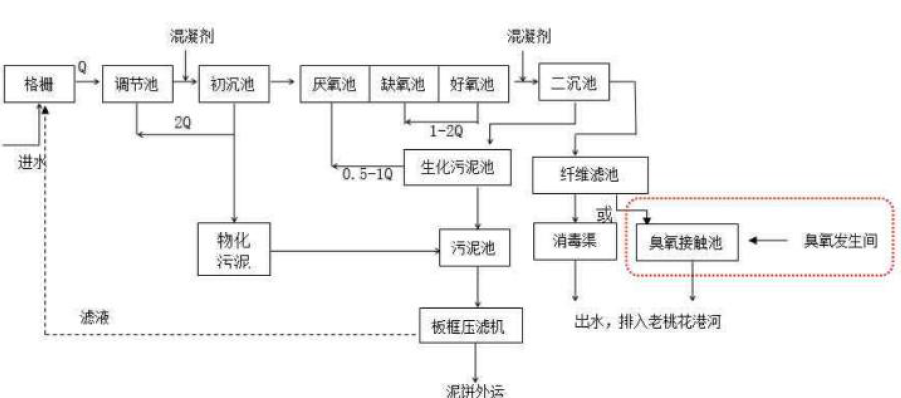 混凝剂
混凝剂
格栅
Q
调节池
初沉池
厌氧池
缺氧池
好氧池
二沉池
2Q
1-2Q
进水
0.5-1Q
生化污泥池
纤维滤池
或
物化
污泥
污泥池
消毒渠
臭氧接触池
臭氧发生间
滤液
板框压滤机
出水，排入老桃花港河
泥饼外运